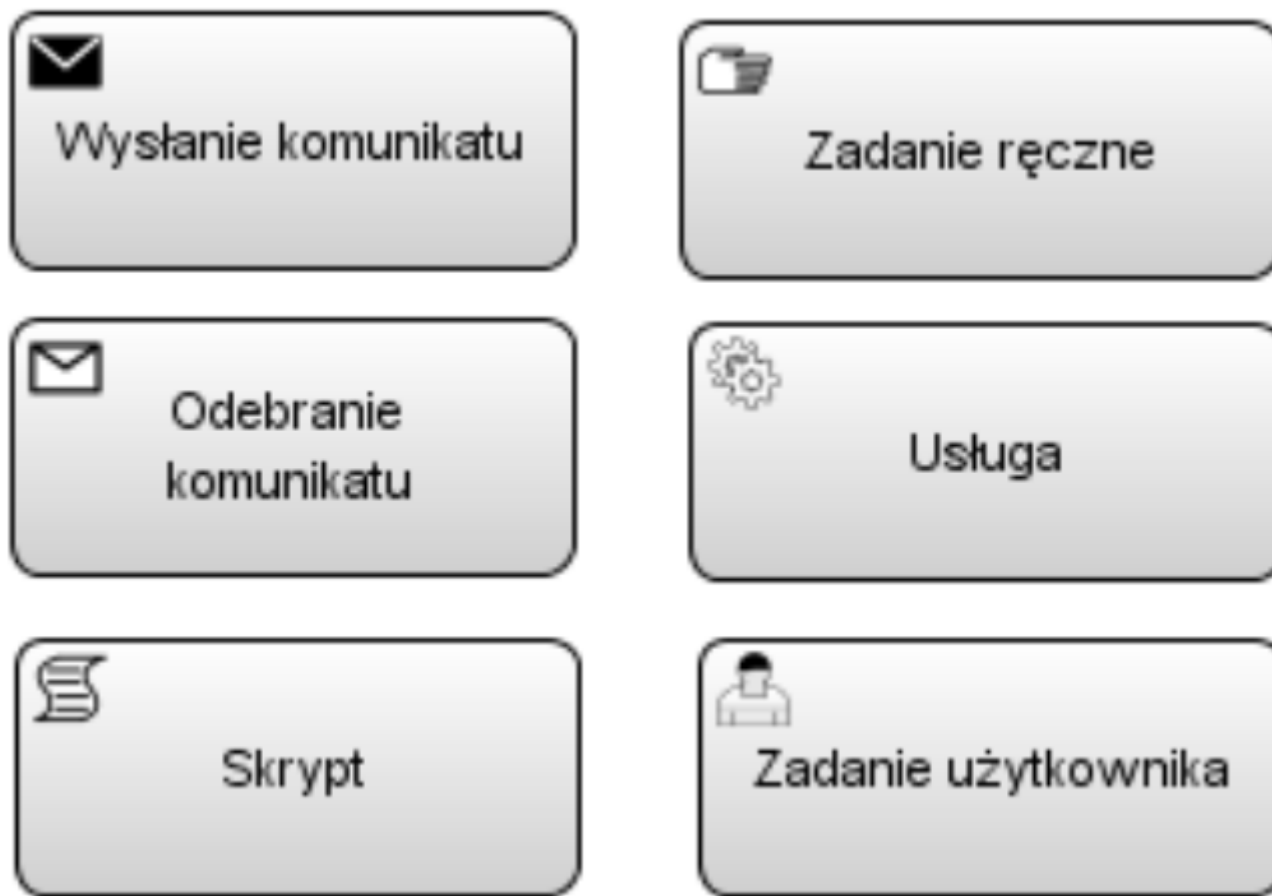 Wysłanie komunikatu
Zadanie ręczne
Odebranie
komunikatu
Usługa
Skrypt
Zadanie użytkownika